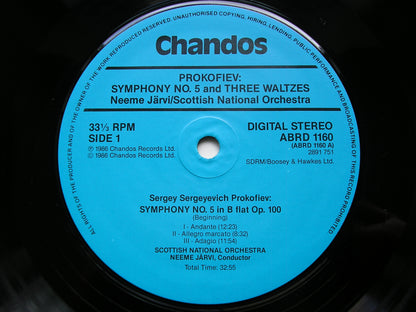 ALL RIGHTS OF THE PRODUCER AND OF THE OWNER OF THE WORK REPRODUCED RESERVED. UNAUTHORISED COPYING, HIRING, LENDING, PUBLIC PERFORMANCE AND BROADCASTING OF THIS RECORD PROHIBITED
Chandos
PROKOFIEV:
SYMPHONY NO. 5 and THREE WALTZES
Neeme Järvi/Scottish National Orchestra
33⅓ RPM
SIDE 1
DIGITAL STEREO
ABRD 1160
(ABRD 1160 A)
2891 751
℗ 1986 Chandos Records Ltd.
© 1986 Chandos Records Ltd.
SDRM/Boosey & Hawkes Ltd.
Sergey Sergeyevich Prokofiev:
SYMPHONY NO. 5 in B flat Op. 100
(Beginning)
I - Andante (12:23)
II - Allegro marcato (8:32)
III - Adagio (11:54)
SCOTTISH NATIONAL ORCHESTRA
NEEME JÄRVI, Conductor
Total-Time: 32:55